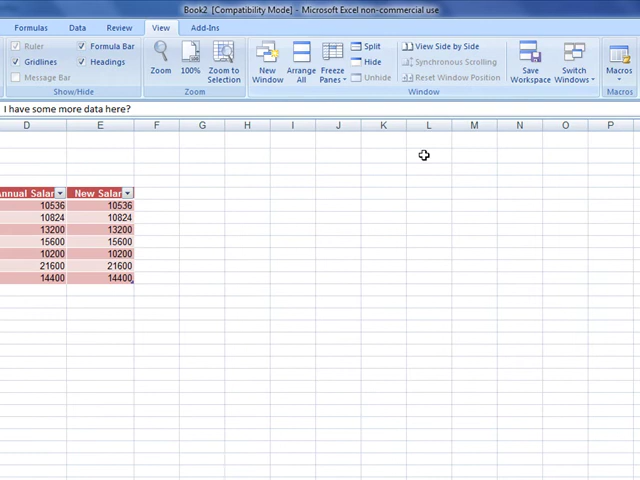 Book2 [Compatibility Mode] - Microsoft Excel non-commercial use
Formulas Data Review View Add-Ins
Ruler Formula Bar
Gridlines Headings
Message Bar
Show/Hide
Zoom 100% Zoom to Selection
Zoom
New Window Arrange All Freeze Panes
Split
Hide
Unhide
View Side by Side
Synchronous Scrolling
Reset Window Position
Window
Save Workspace Switch Windows
Macros
Macros
I have some more data here?
D E F G H I J K L M N O P
Annual Salar New Salar
10536 10536
10824 10824
13200 13200
15600 15600
10200 10200
21600 21600
14400 14400